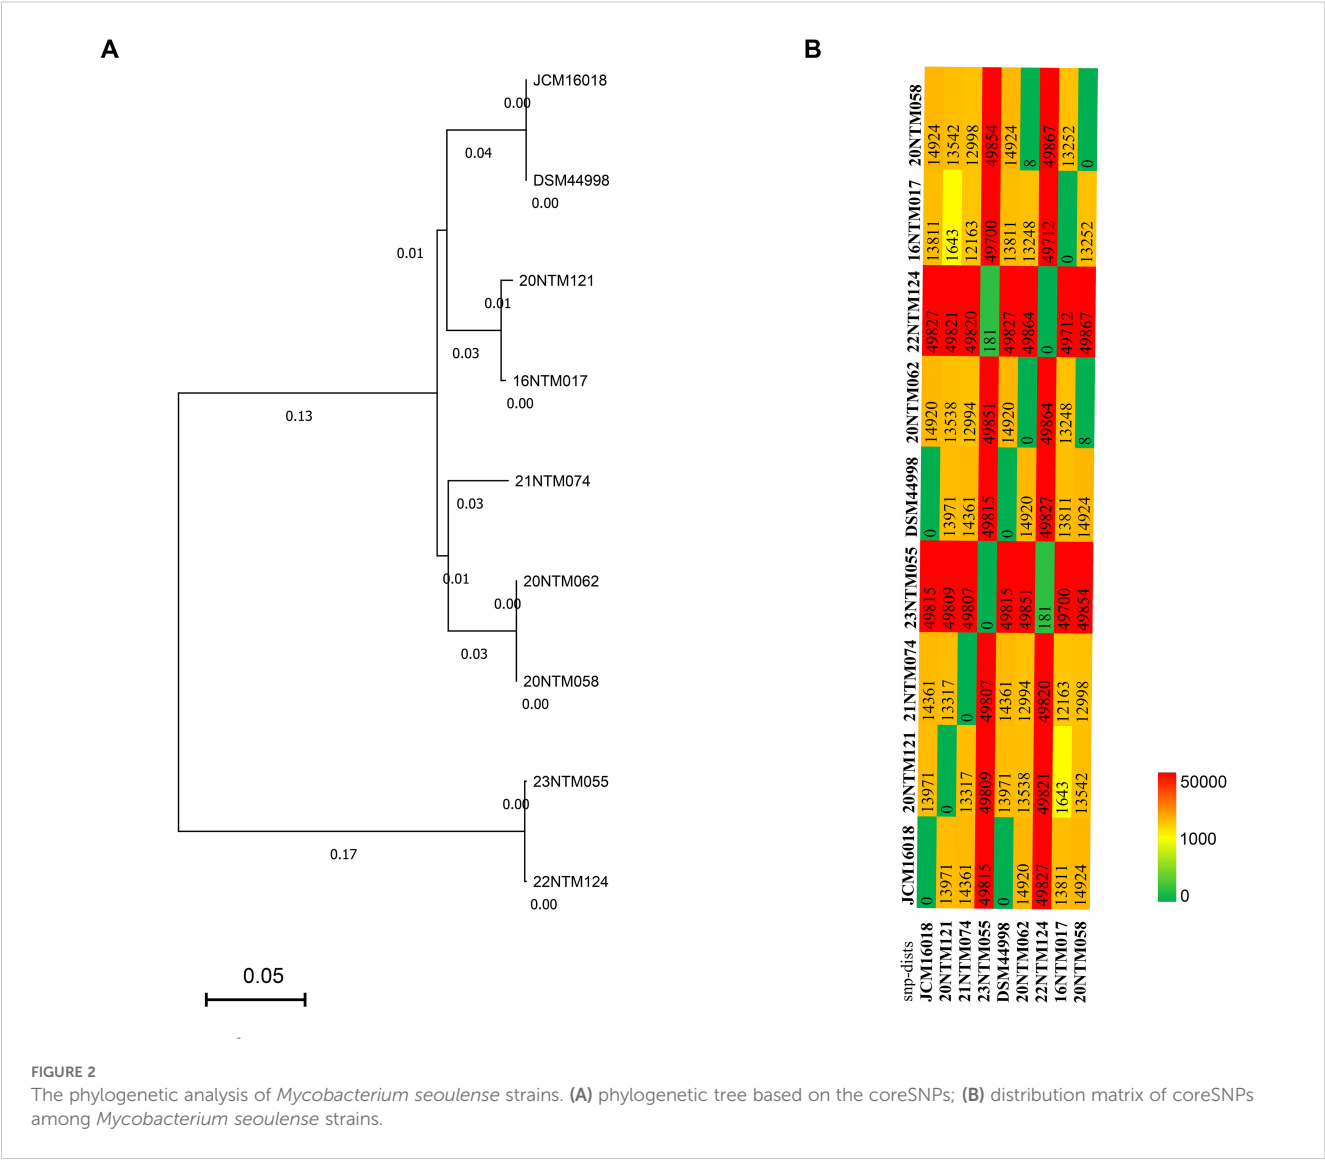 A
JCM16018
0.00
0.04
DSM44998
0.00
0.01
20NTM121
0.01
0.03
16NTM017
0.00
0.13
21NTM074
0.03
0.01
20NTM062
0.00
0.03
20NTM058
0.00
23NTM055
0.00
0.17
22NTM124
0.00
0.05
B
snp-dists JCM16018 20NTM121 21NTM074 23NTM055 DSM44998 20NTM062 22NTM124 16NTM017 20NTM058
JCM16018 0 13971 14361 49815 0 14920 49827 13811 14924
20NTM121 13971 0 13317 49809 13971 13538 49821 1643 13542
21NTM074 14361 13317 0 49807 14361 12994 49820 12163 12998
23NTM055 49815 49809 49807 0 49815 49851 181 49700 49854
DSM44998 0 13971 14361 49815 0 14920 49827 13811 14924
20NTM062 14920 13538 12994 49851 14920 0 49864 13248 8
22NTM124 49827 49821 49820 181 49827 49864 0 49712 49867
16NTM017 13811 1643 12163 49700 13811 13248 49712 0 13252
20NTM058 14924 13542 12998 49854 14924 8 49867 13252 0
50000
1000
0
FIGURE 2
The phylogenetic analysis of Mycobacterium seoulense strains. (A) phylogenetic tree based on the coreSNPs; (B) distribution matrix of coreSNPs
among Mycobacterium seoulense strains.